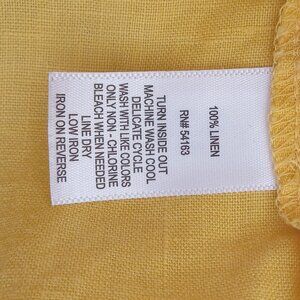 100% LINEN
RN# 54163
TURN INSIDE OUT
MACHINE WASH COOL
DELICATE CYCLE
WASH WITH LIKE COLORS
ONLY NON - CHLORINE
BLEACH WHEN NEEDED
LINE DRY
LOW IRON
IRON ON REVERSE